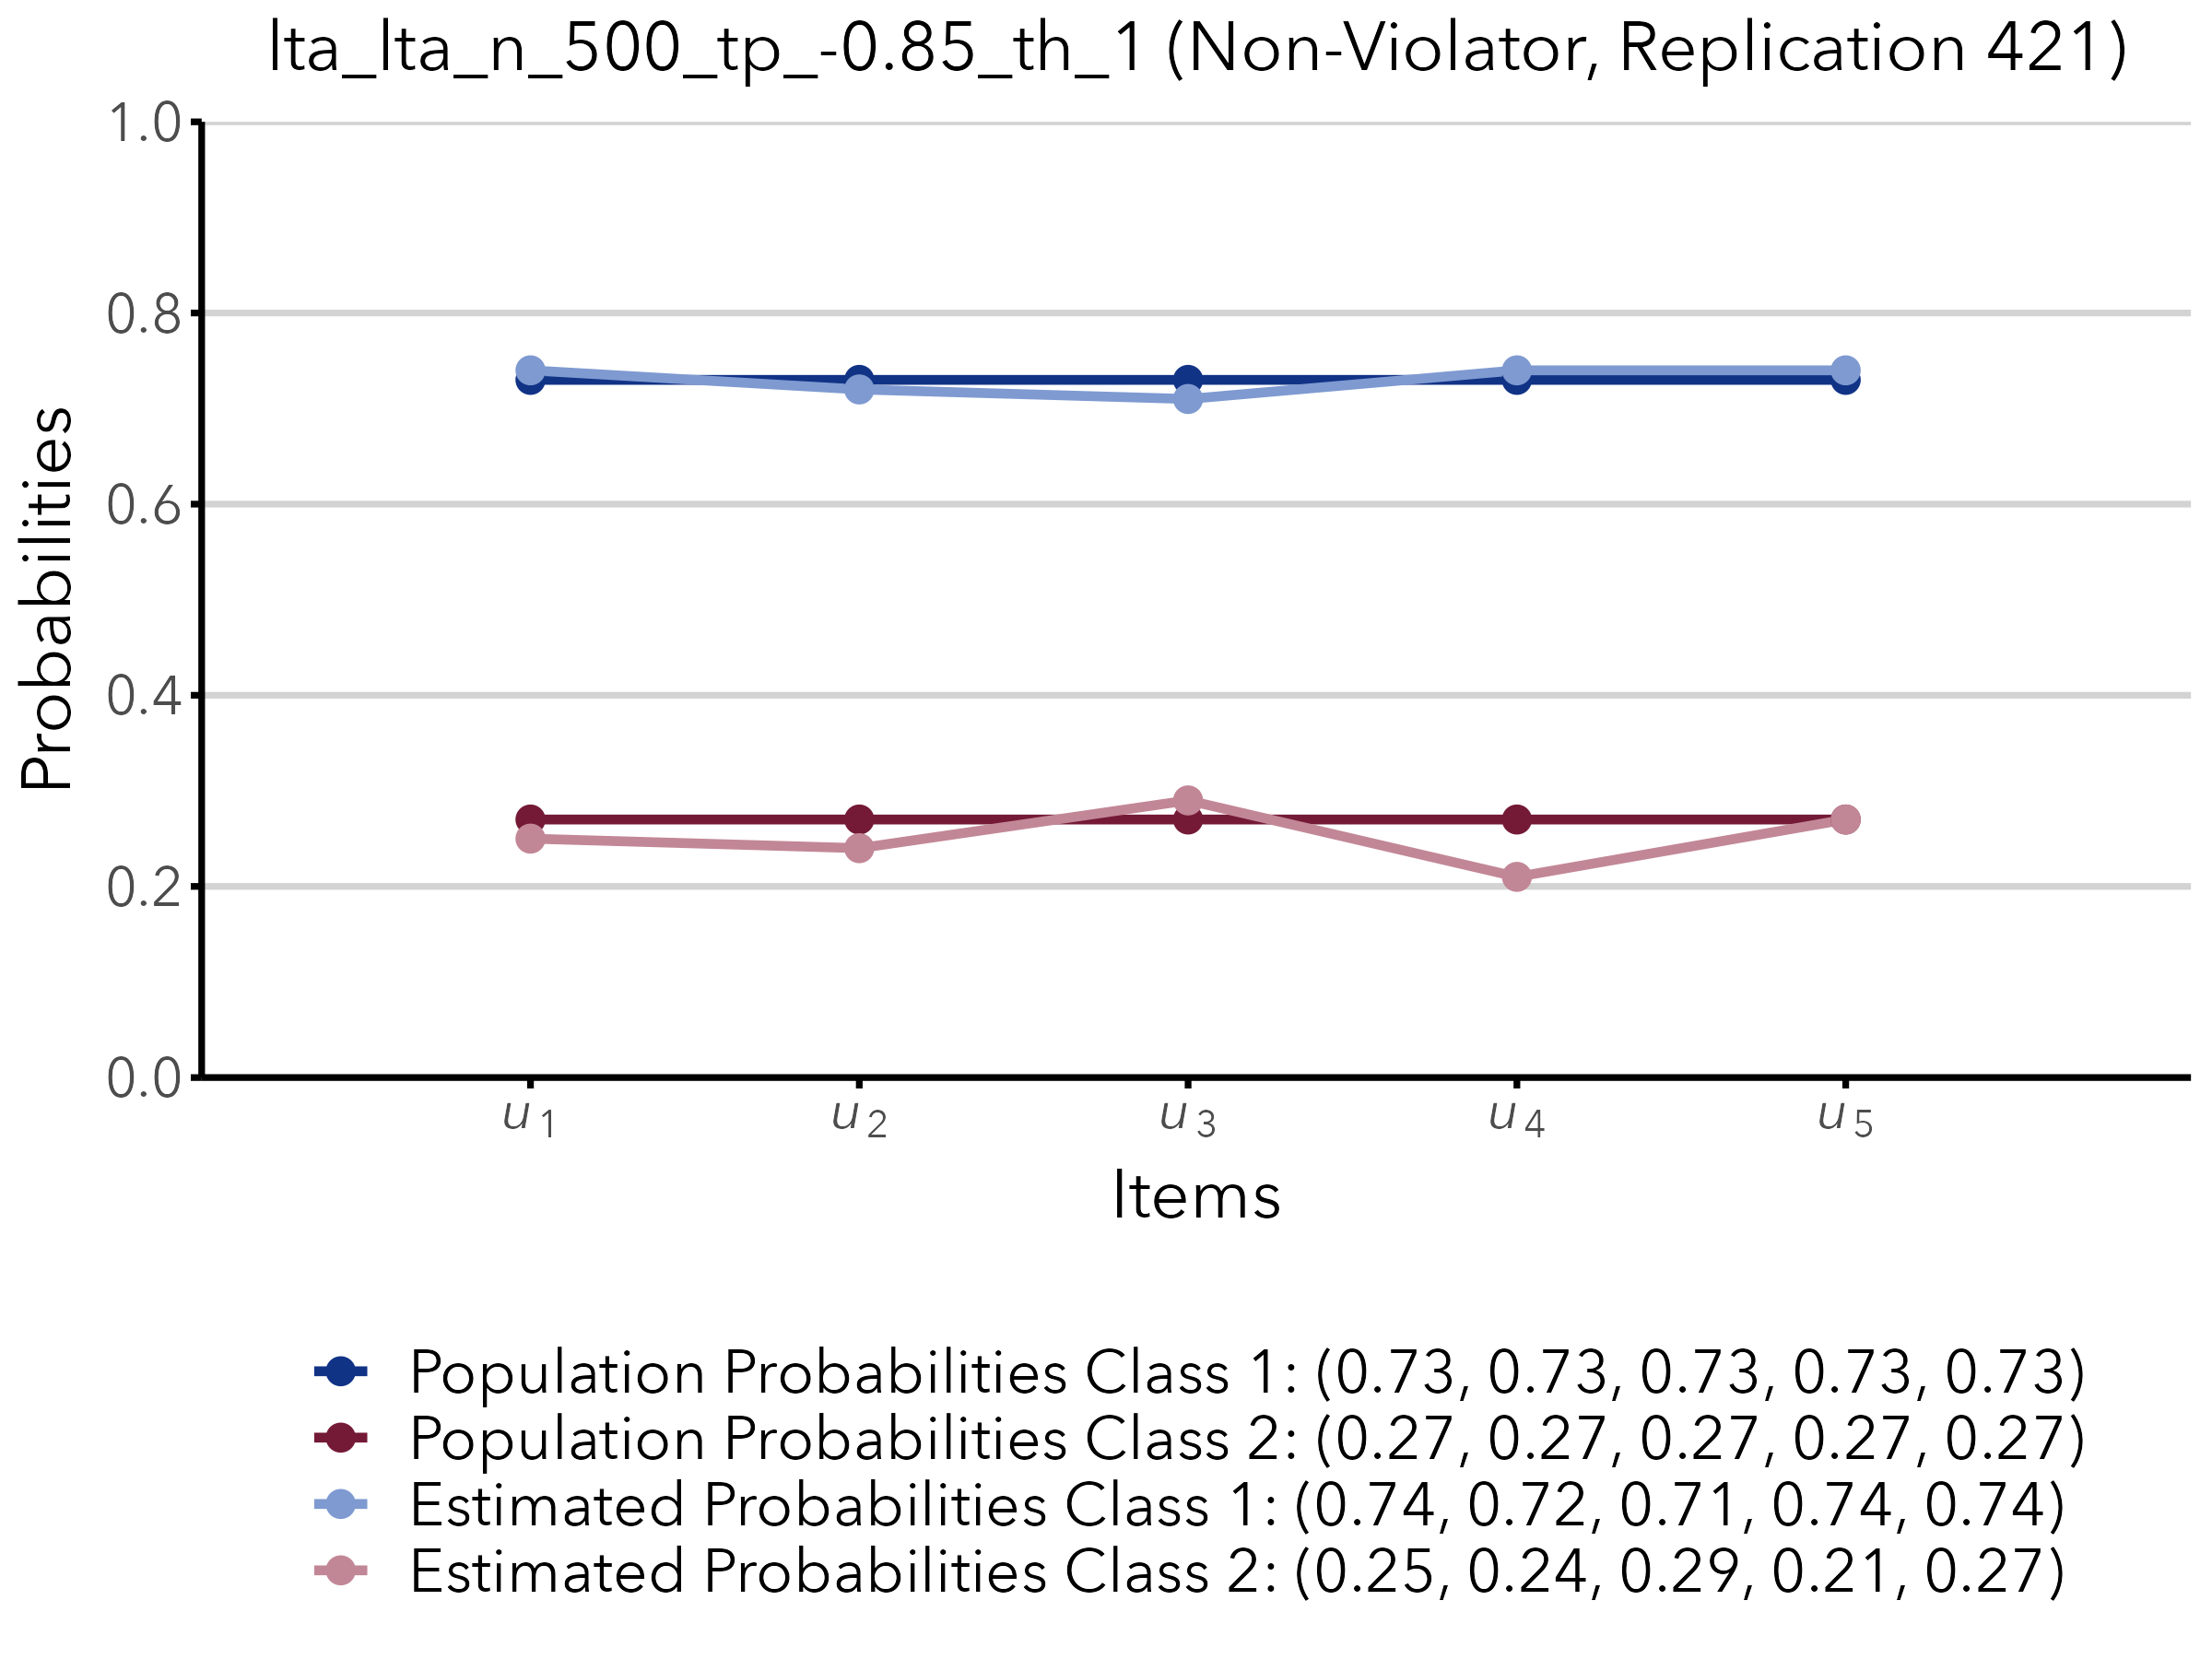 lta_lta_n_500_tp_-0.85_th_1 (Non-Violator, Replication 421)
1.0
0.8
0.6
0.4
0.2
0.0
Probabilities
u1 u2 u3 u4 u5
Items
Population Probabilities Class 1: (0.73, 0.73, 0.73, 0.73, 0.73)
Population Probabilities Class 2: (0.27, 0.27, 0.27, 0.27, 0.27)
Estimated Probabilities Class 1: (0.74, 0.72, 0.71, 0.74, 0.74)
Estimated Probabilities Class 2: (0.25, 0.24, 0.29, 0.21, 0.27)